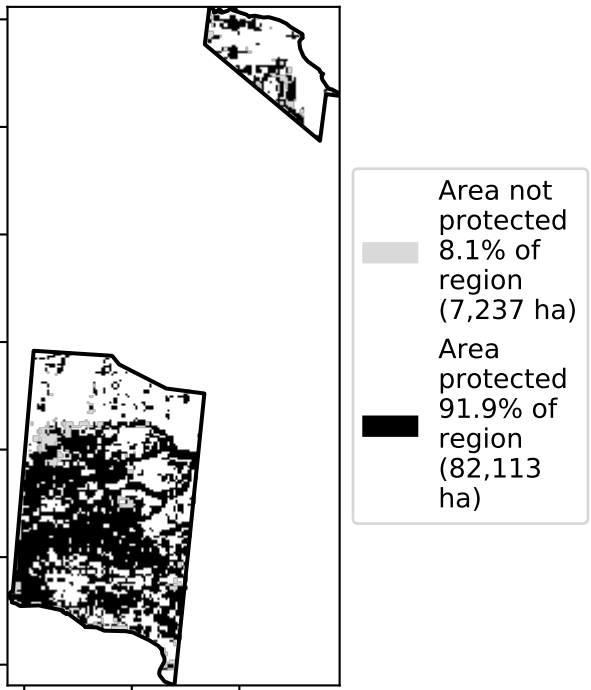 Area not
protected
8.1% of
region
(7,237 ha)
Area
protected
91.9% of
region
(82,113
ha)